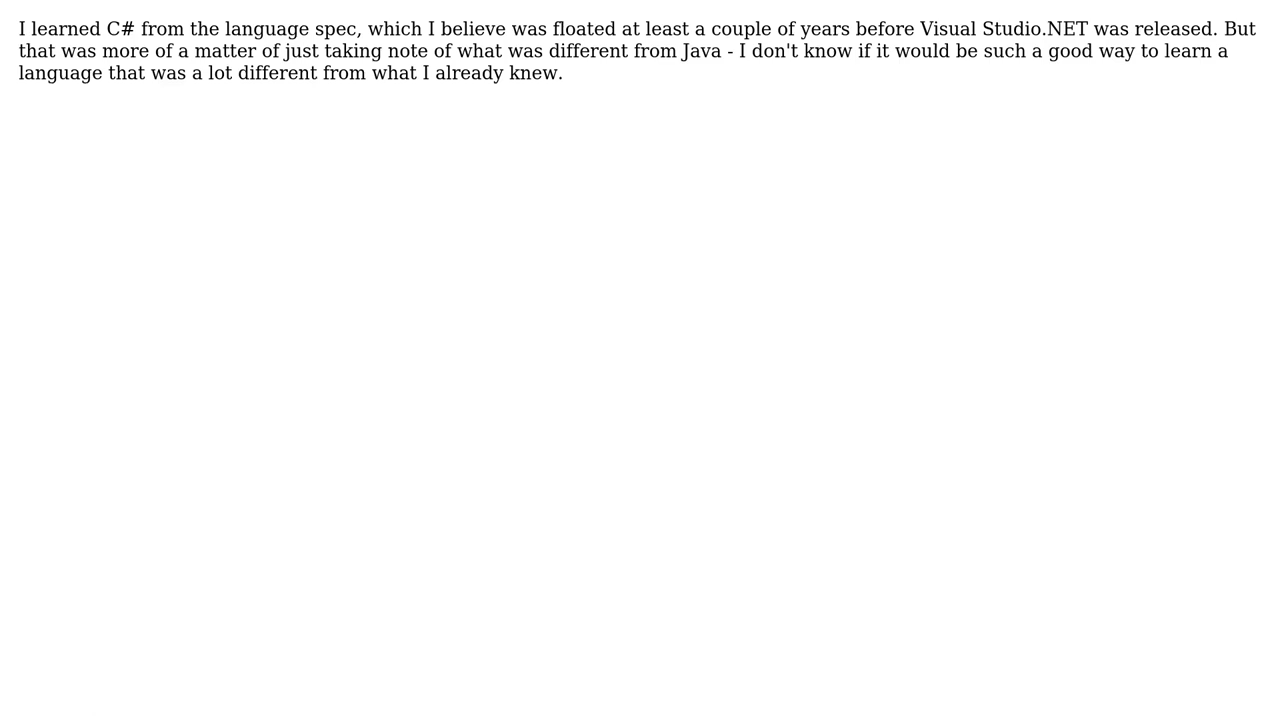 I learned C# from the language spec, which I believe was floated at least a couple of years before Visual Studio.NET was released. But
that was more of a matter of just taking note of what was different from Java - I don't know if it would be such a good way to learn a
language that was a lot different from what I already knew.